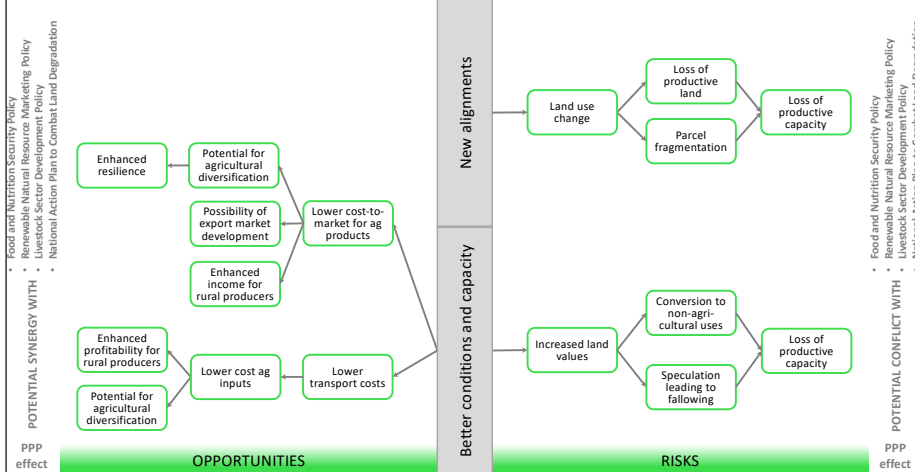 • Food and Nutrition Security Policy
• Renewable Natural Resource Marketing Policy
• Livestock Sector Development Policy
• National Action Plan to Combat Land Degradation
POTENTIAL SYNERGY WITH
PPP
effect
Enhanced
resilience
Potential for
agricultural
diversification
Possibility of
export market
development
Lower cost-to-
market for ag
products
Enhanced
income for
rural producers
Enhanced
profitability for
rural producers
Potential for
agricultural
diversification
Lower cost ag
inputs
Lower
transport costs
OPPORTUNITIES
New alignments
Better conditions and capacity
Land use
change
Loss of
productive
land
Parcel
fragmentation
Loss of
productive
capacity
Increased land
values
Conversion to
non-agri-
cultural uses
Speculation
leading to
fallowing
Loss of
productive
capacity
RISKS
• Food and Nutrition Security Policy
• Renewable Natural Resource Marketing Policy
• Livestock Sector Development Policy
POTENTIAL CONFLICT WITH
PPP
effect